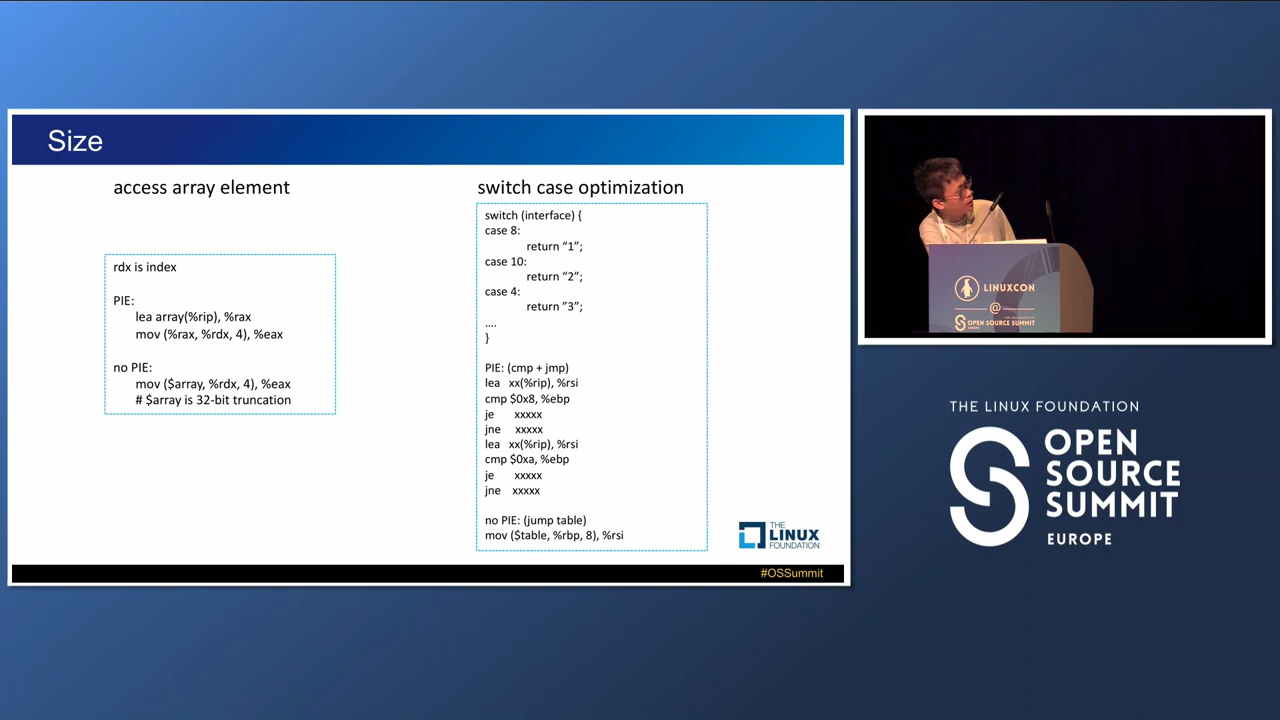 Size
access array element
rdx is index
PIE:
lea array(%rip), %rax
mov (%rax, %rdx, 4), %eax
no PIE:
mov ($array, %rdx, 4), %eax
# $array is 32-bit truncation
switch case optimization
switch (interface) {
case 8:
return “1”;
case 10:
return “2”;
case 4:
return ”3”;
....
}
PIE: (cmp + jmp)
lea xx(%rip), %rsi
cmp $0x8, %ebp
je xxxxx
jne xxxxx
lea xx(%rip), %rsi
cmp $0xa, %ebp
je xxxxx
jne xxxxx
no PIE: (jump table)
mov ($table, %rbp, 8), %rsi
THE
LINUX
FOUNDATION
#OSSummit
LINUXCON
@
THE LINUX FOUNDATION
OPEN SOURCE SUMMIT
EUROPE
THE LINUX FOUNDATION
OPEN
SOURCE
SUMMIT
EUROPE